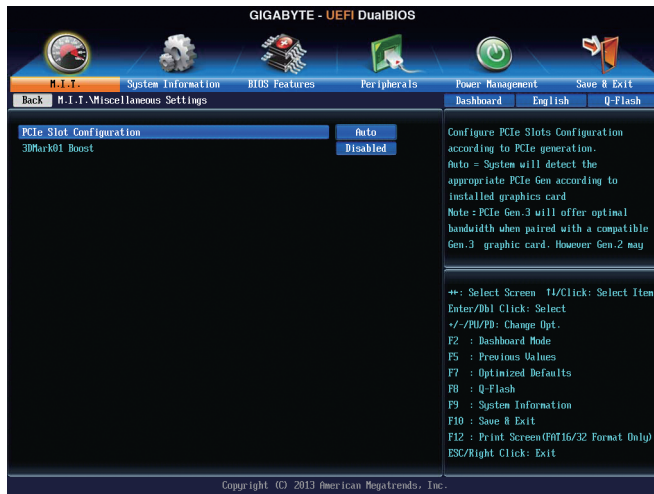 GIGABYTE - UEFI DualBIOS
M.I.T. System Information BIOS Features Peripherals Power Management Save & Exit
Back M.I.T.\Miscellaneous Settings Dashboard English Q-Flash
PCIe Slot Configuration Auto
3DMark01 Boost Disabled
Configure PCIe Slots Configuration
according to PCIe generation.
Auto = System will detect the
appropriate PCIe Gen according to
installed graphics card
Note : PCIe Gen.3 will offer optimal
bandwidth when paired with a compatible
Gen.3 graphic card. However Gen.2 may
→←: Select Screen ↑↓/Click: Select Item
Enter/Dbl Click: Select
+/-/PU/PD: Change Opt.
F2 : Dashboard Mode
F5 : Previous Values
F7 : Optimized Defaults
F8 : Q-Flash
F9 : System Information
F10 : Save & Exit
F12 : Print Screen(FAT16/32 Format Only)
ESC/Right Click: Exit
Copyright (C) 2013 American Megatrends, Inc.